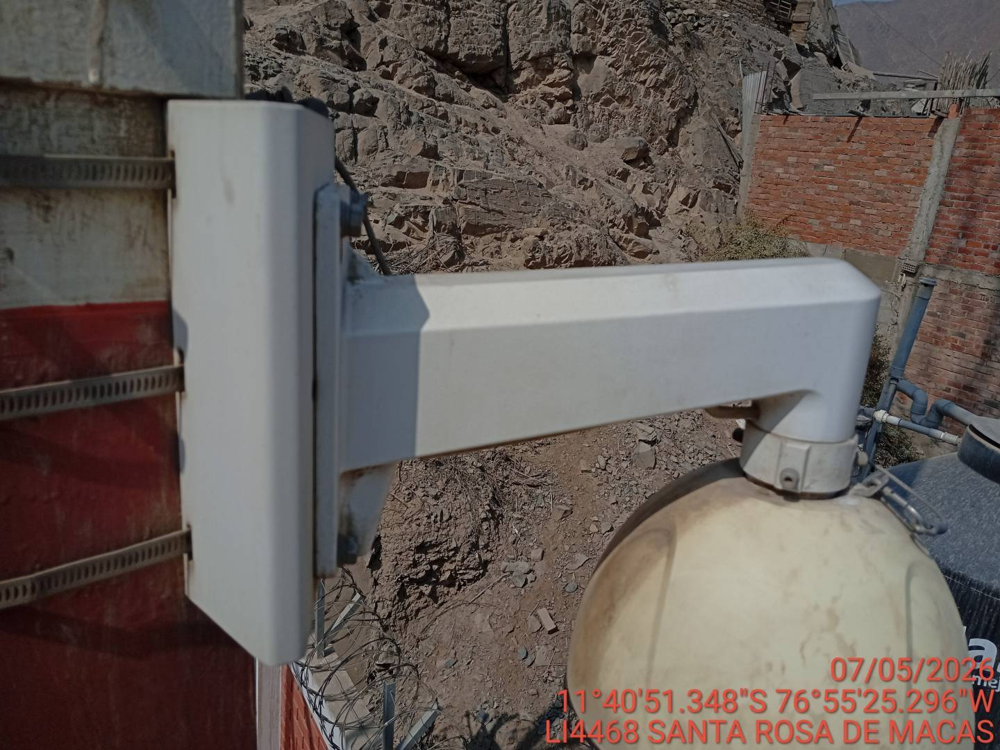 07/05/2026
11°40'51.348"S 76°55'25.296"W
LI4468 SANTA ROSA DE MACAS